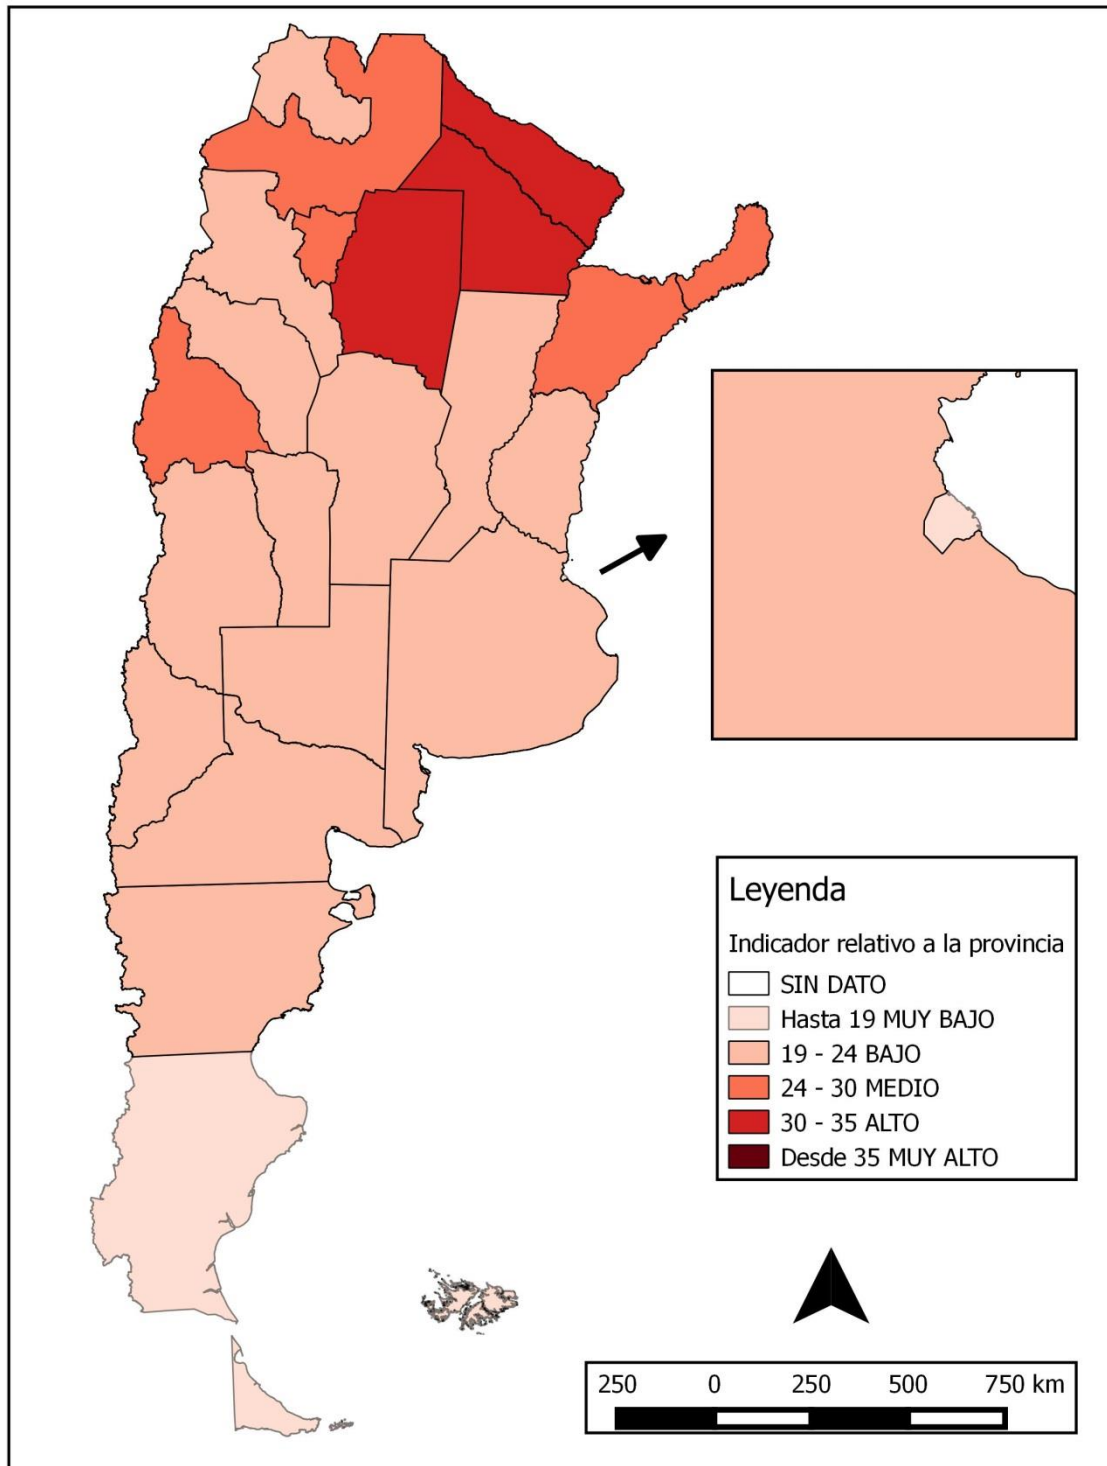 Leyenda
Indicador relativo a la provincia
SIN DATO
Hasta 19 MUY BAJO
19 - 24 BAJO
24 - 30 MEDIO
30 - 35 ALTO
Desde 35 MUY ALTO
250 0 250 500 750 km